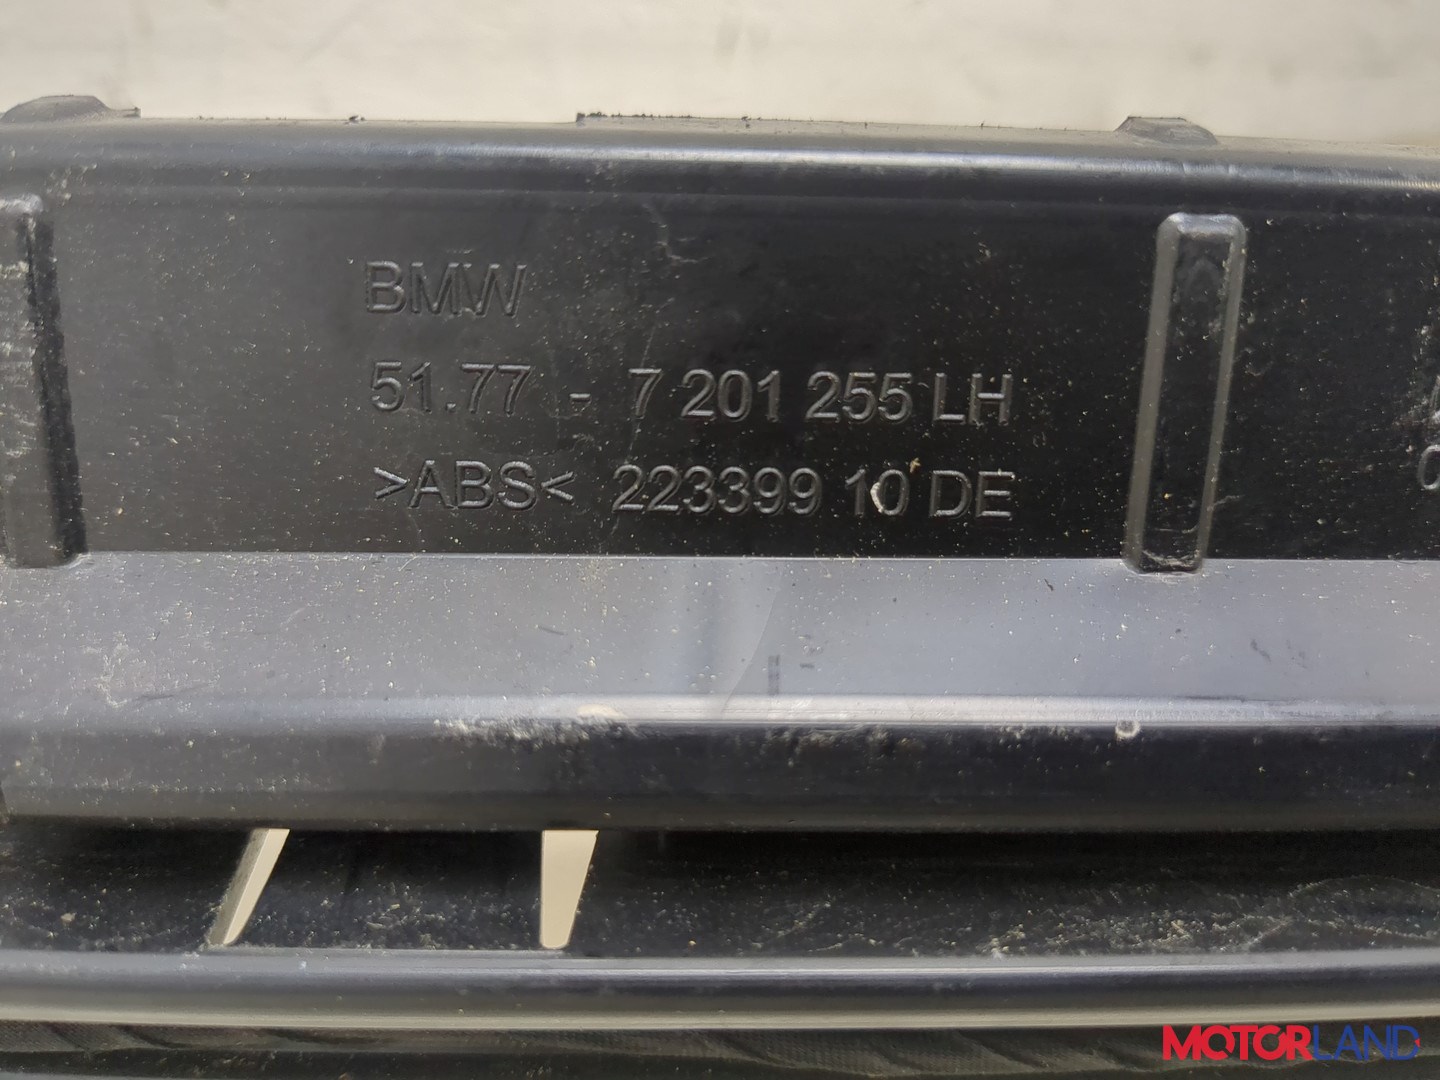 BMW
51.77 - 7 201 255 LH
>ABS< 223399 10 DE
MOTORLAND